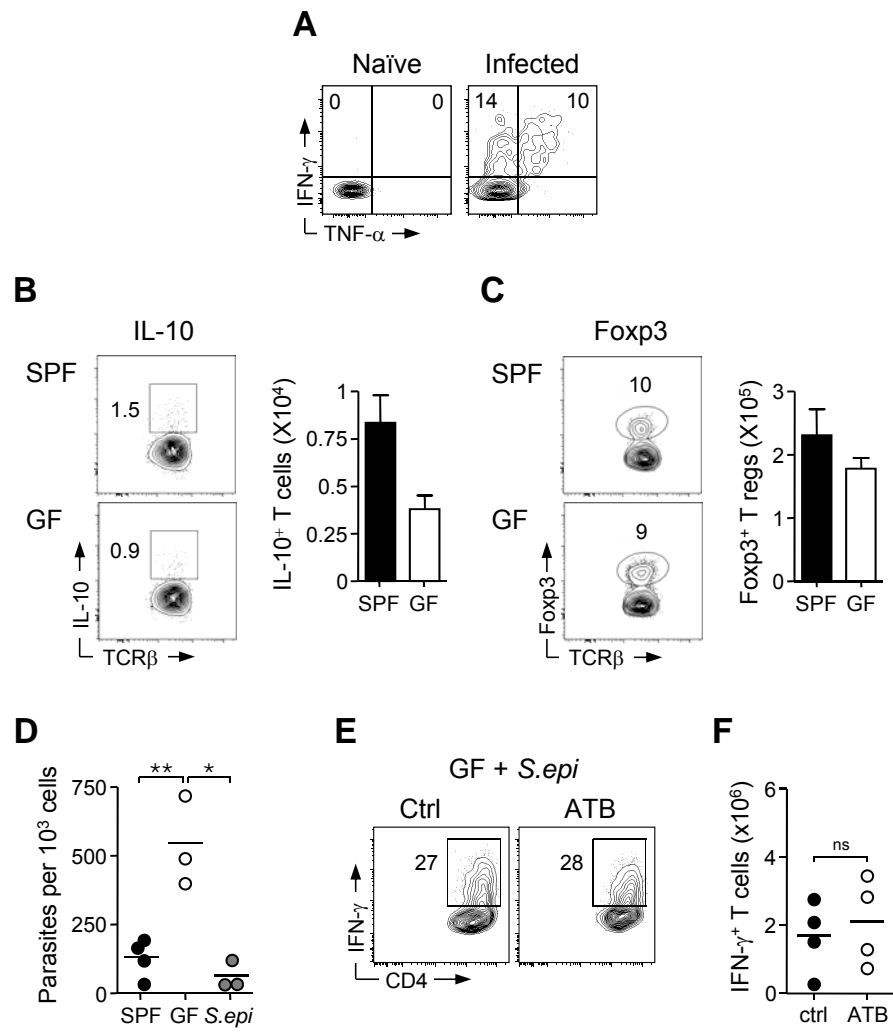 A
Naïve Infected
0 0 14 10
IFN-γ
TNF-α
B
IL-10
SPF
1.5
GF
0.9
IL-10
TCRβ
IL-10⁺ T cells (X10⁴)
1
0.75
0.5
0.25
0
SPF GF
C
Foxp3
SPF
10
GF
9
Foxp3
TCRβ
Foxp3⁺ T regs (X10⁵)
3
2
1
0
SPF GF
D
Parasites per 10³ cells
750
500
250
0
** *
SPF GF S.epi
E
GF + S.epi
Ctrl ATB
27 28
IFN-γ
CD4
F
IFN-γ⁺ T cells (x10⁶)
6
4
2
0
ns
ctrl ATB